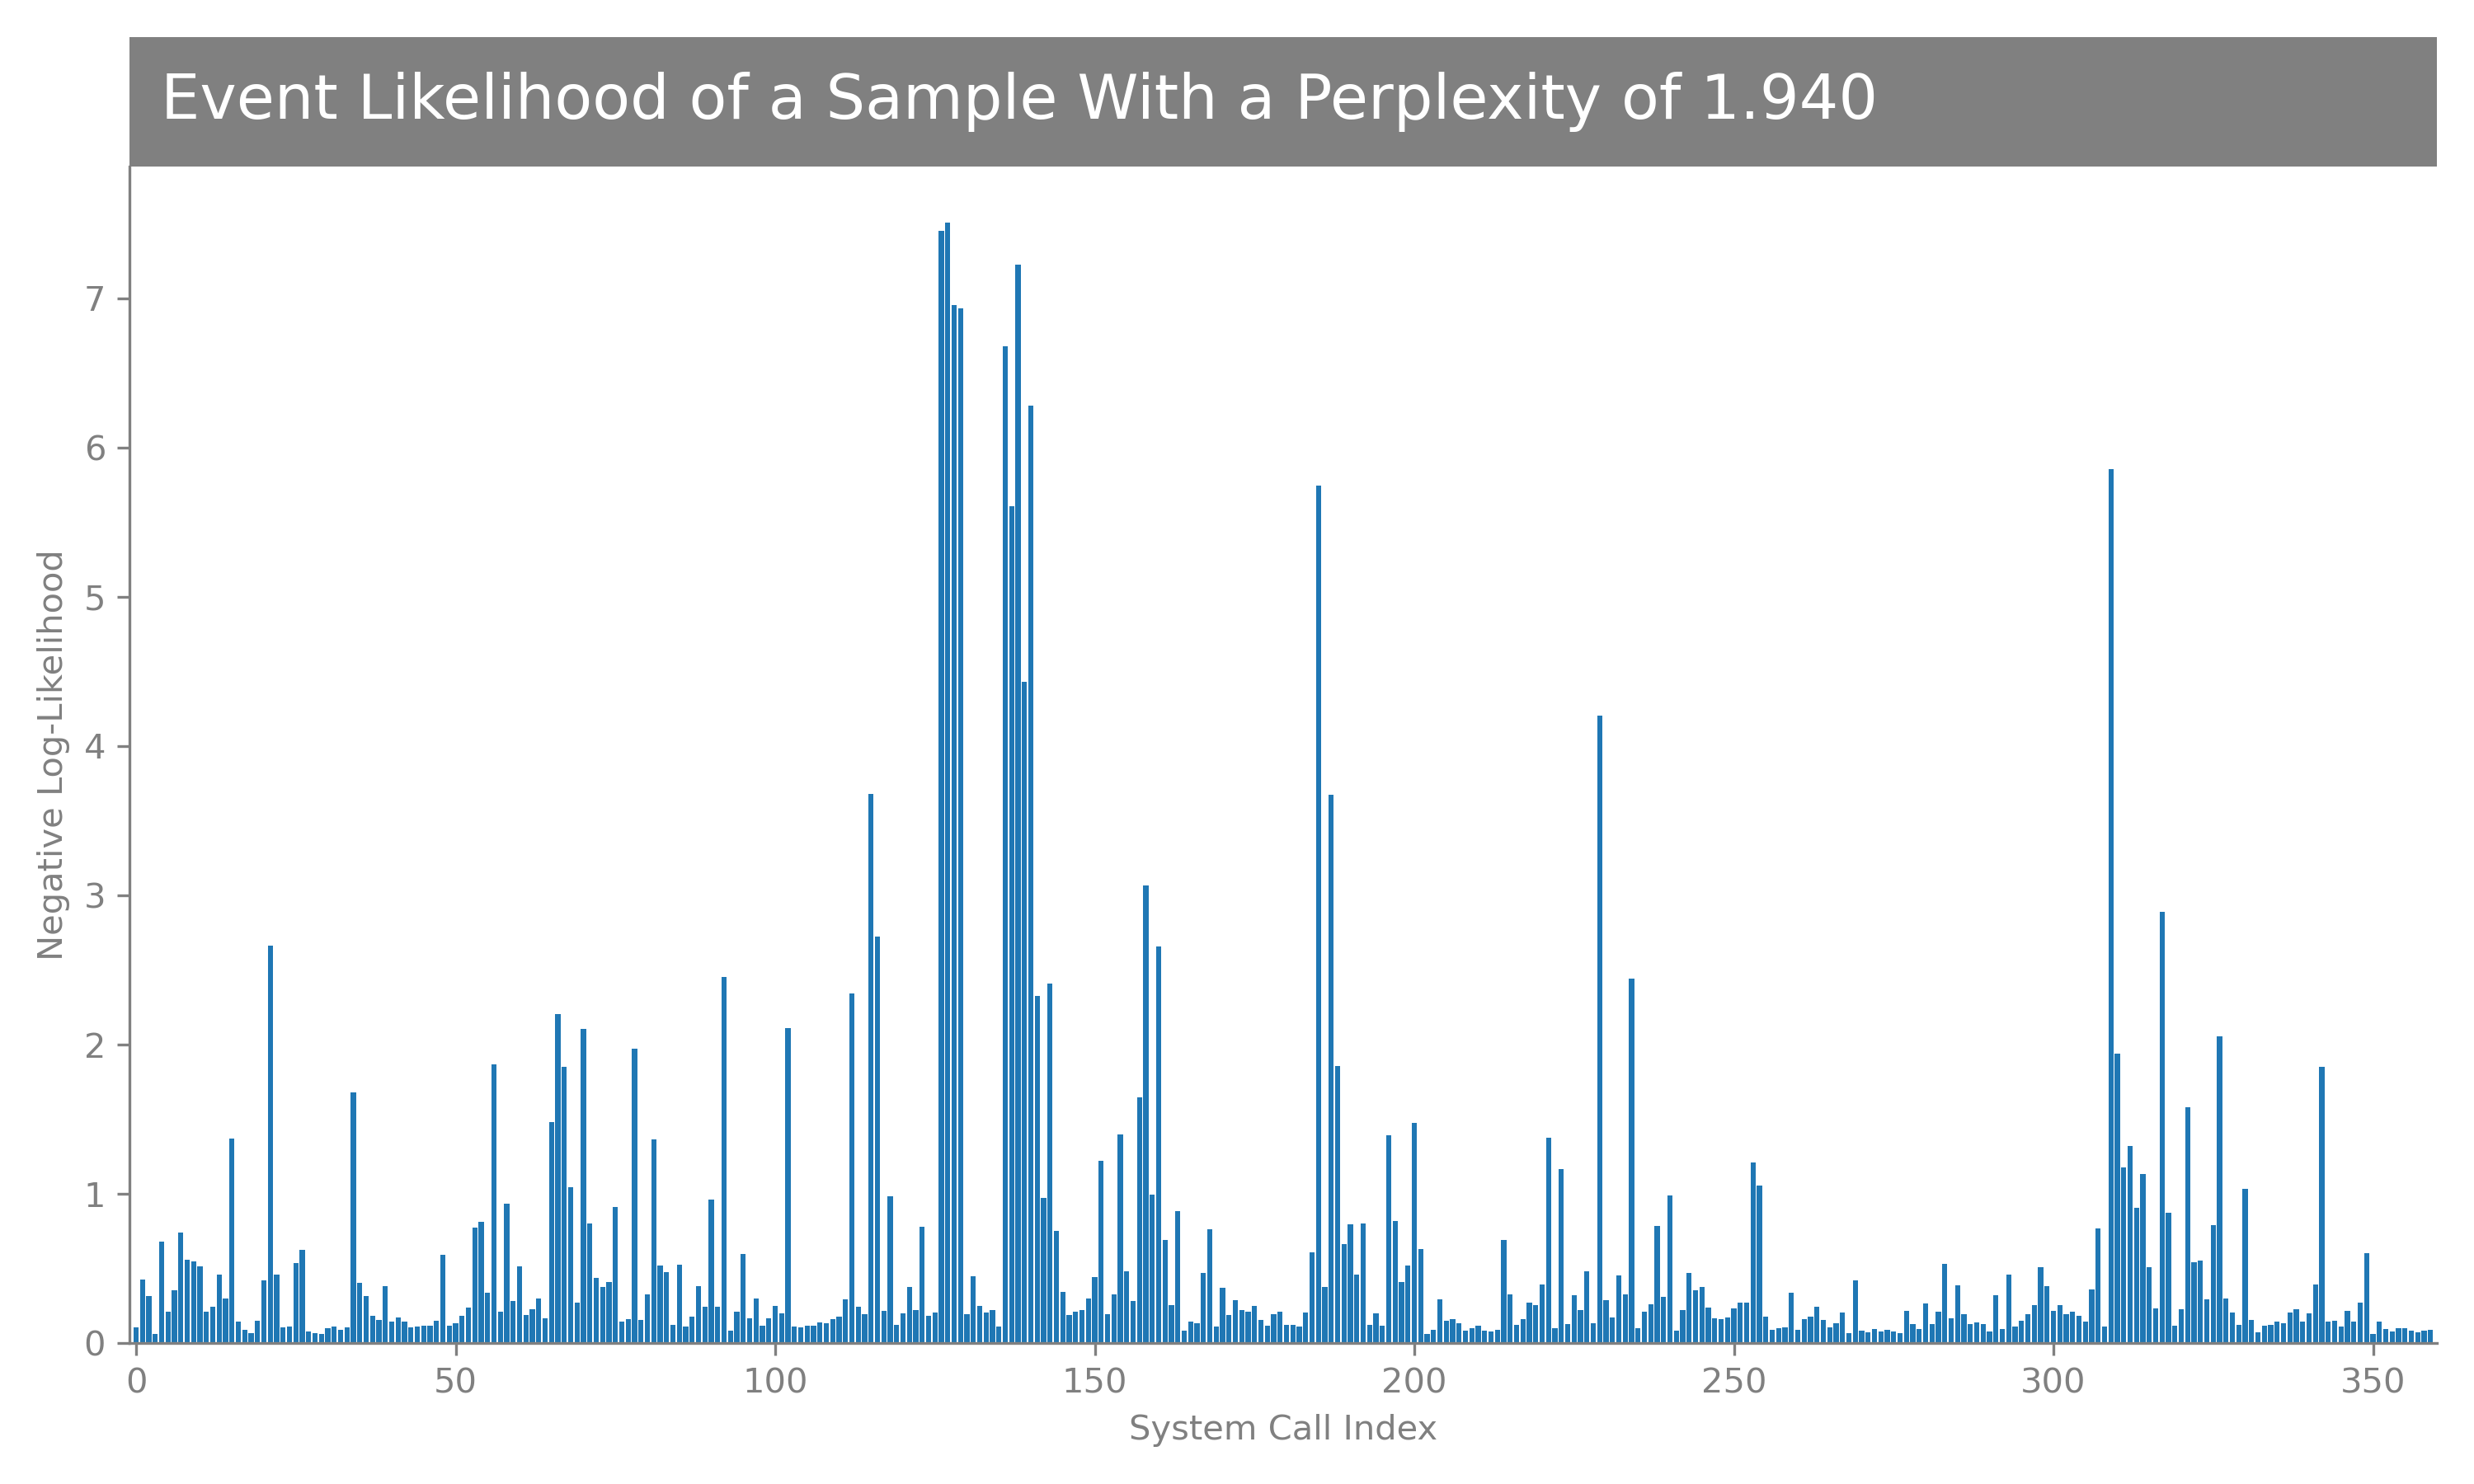 Event Likelihood of a Sample With a Perplexity of 1.940
Negative Log-Likelihood
7
6
5
4
3
2
1
0
0 50 100 150 200 250 300 350
System Call Index